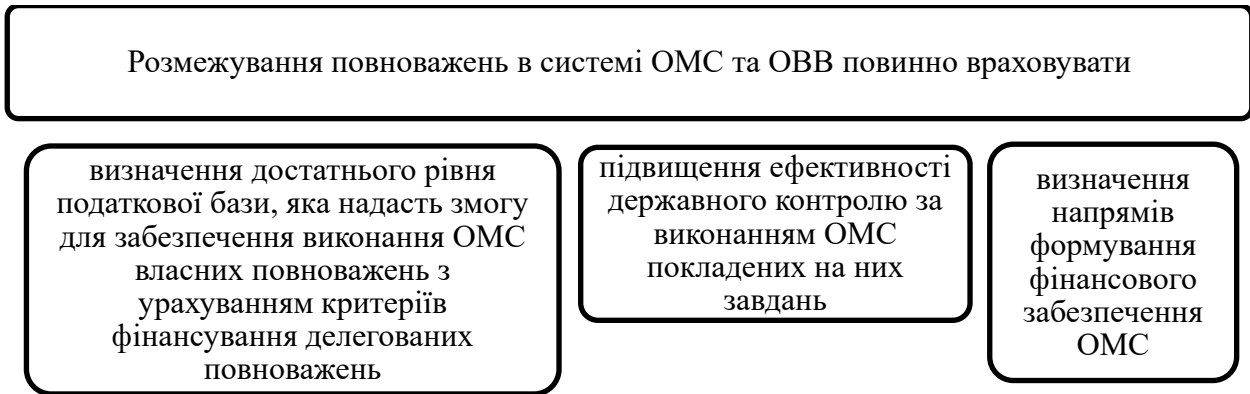 Розмежування повноважень в системі ОМС та ОВВ повинно враховувати
визначення достатнього рівня
податкової бази, яка надасть змогу
для забезпечення виконання ОМС
власних повноважень з
урахуванням критеріїв
фінансування делегованих
повноважень
підвищення ефективності
державного контролю за
виконанням ОМС
покладених на них
завдань
визначення
напрямів
формування
фінансового
забезпечення
ОМС